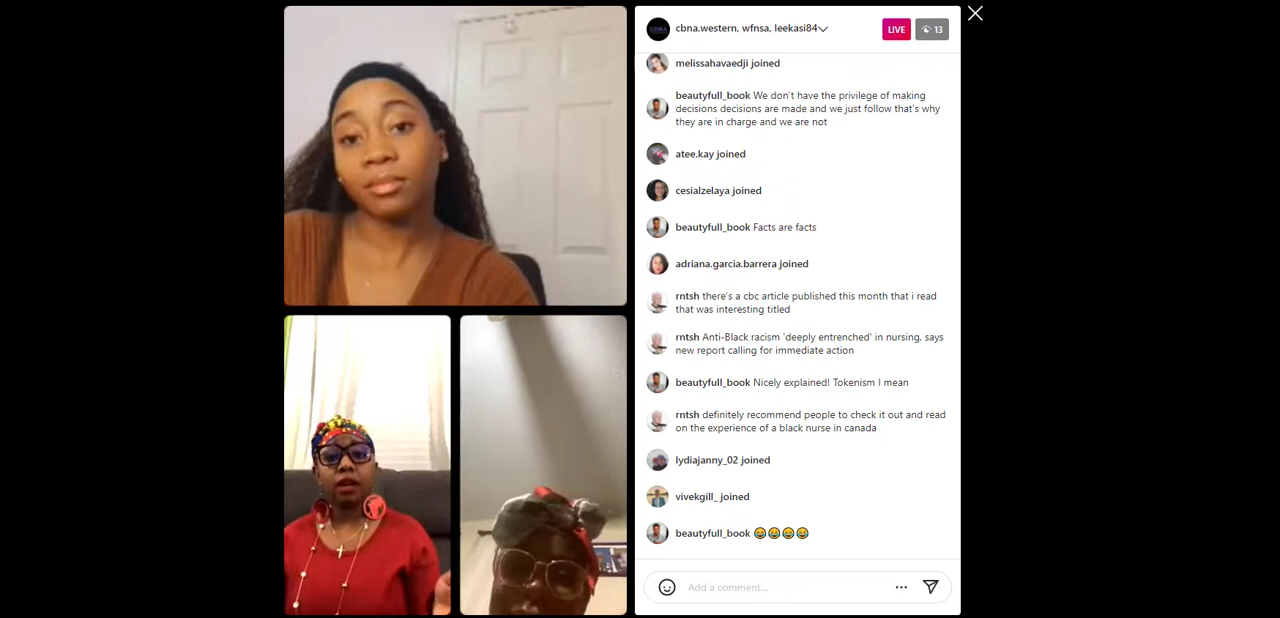 cbna.western, wfnsa, leekasi84
LIVE
13
melissahavaedji joined
beautyfull_book We don't have the privilege of making
decisions decisions are made and we just follow that's why
they are in charge and we are not
atee.kay joined
cesialzelaya joined
beautyfull_book Facts are facts
adriana.garcia.barrera joined
rntsh there's a cbc article published this month that i read
that was interesting titled
rntsh Anti-Black racism 'deeply entrenched' in nursing, says
new report calling for immediate action
beautyfull_book Nicely explained! Tokenism I mean
rntsh definitely recommend people to check it out and read
on the experience of a black nurse in canada
lydiajanny_02 joined
vivekgill_ joined
beautyfull_book 😂😂😂😂
Add a comment...